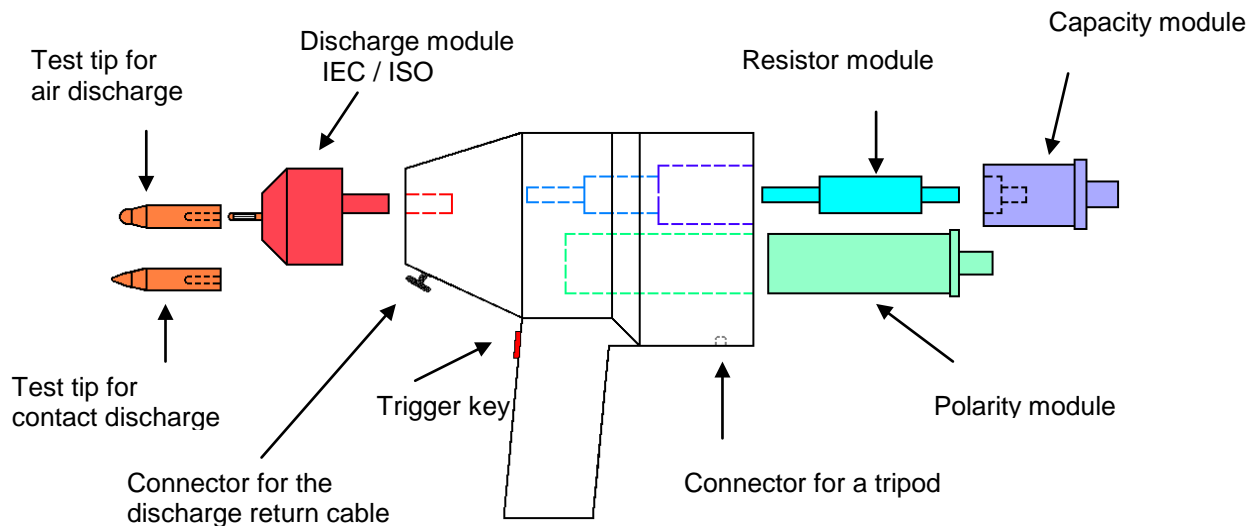 Capacity module
Discharge module
IEC / ISO
Test tip for
air discharge
Resistor module
Test tip for
contact discharge
Trigger key
Polarity module
Connector for the
discharge return cable
Connector for a tripod